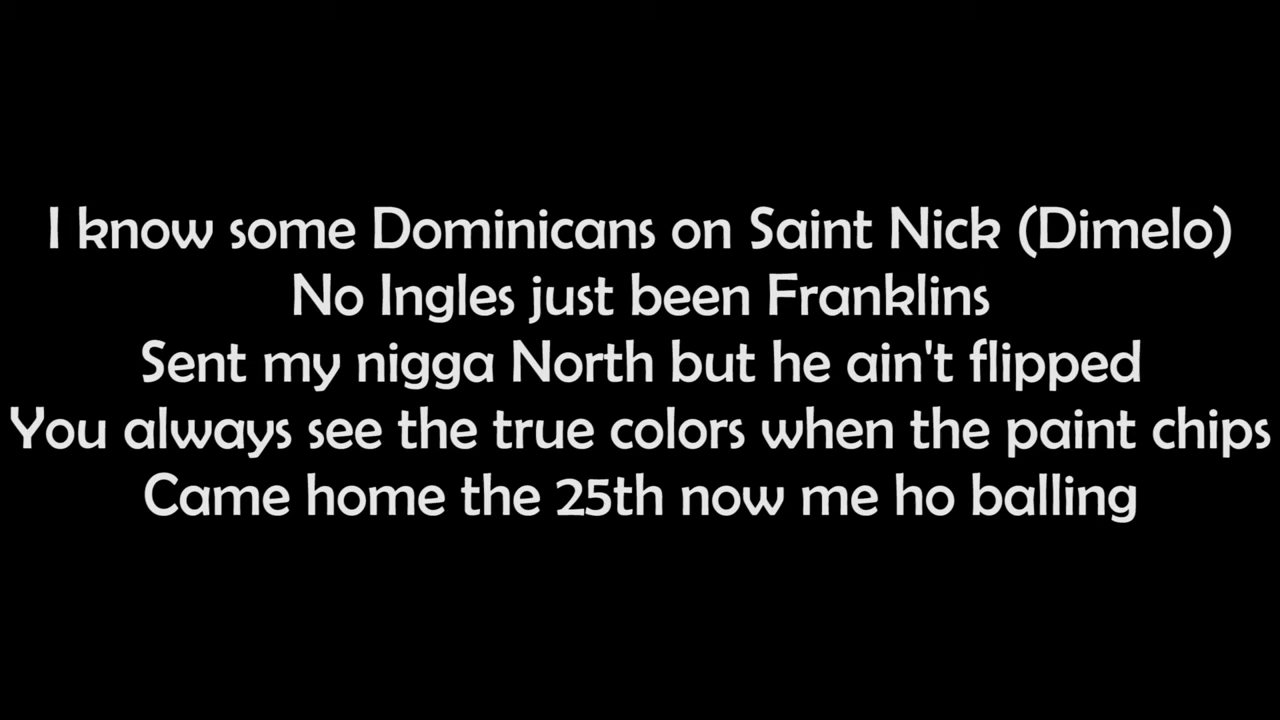 I know some Dominicans on Saint Nick (Dimelo)
No Ingles just been Franklins
Sent my nigga North but he ain't flipped
You always see the true colors when the paint chips
Came home the 25th now me ho balling